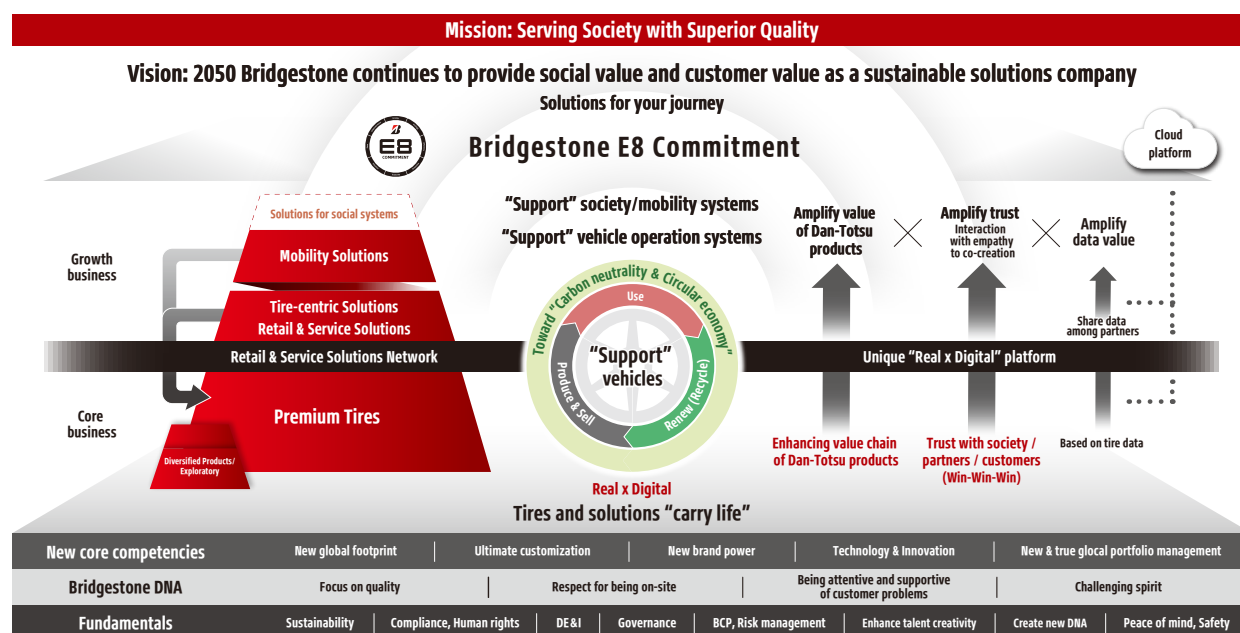 Mission: Serving Society with Superior Quality
Vision: 2050 Bridgestone continues to provide social value and customer value as a sustainable solutions company
Solutions for your journey
E8
COMMITMENT
Bridgestone E8 Commitment
Cloud
platform
Solutions for social systems
Mobility Solutions
Tire-centric Solutions
Retail & Service Solutions
Growth
business
Retail & Service Solutions Network
Core
business
Premium Tires
Diversified Products/
Exploratory
"Support" society/mobility systems
"Support" vehicle operation systems
Toward "Carbon neutrality & Circular economy"
Use
Produce & Sell
Renew (Recycle)
"Support"
vehicles
Real x Digital
Tires and solutions "carry life"
Amplify value
of Dan-Totsu
products
Amplify trust
Interaction
with empathy
to co-creation
Amplify
data value
Share data
among partners
Unique "Real x Digital" platform
Enhancing value chain
of Dan-Totsu products
Trust with society /
partners / customers
(Win-Win-Win)
Based on tire data
New core competencies
New global footprint
Ultimate customization
New brand power
Technology & Innovation
New & true glocal portfolio management
Bridgestone DNA
Focus on quality
Respect for being on-site
Being attentive and supportive
of customer problems
Challenging spirit
Fundamentals
Sustainability
Compliance, Human rights
DE&I
Governance
BCP, Risk management
Enhance talent creativity
Create new DNA
Peace of mind, Safety